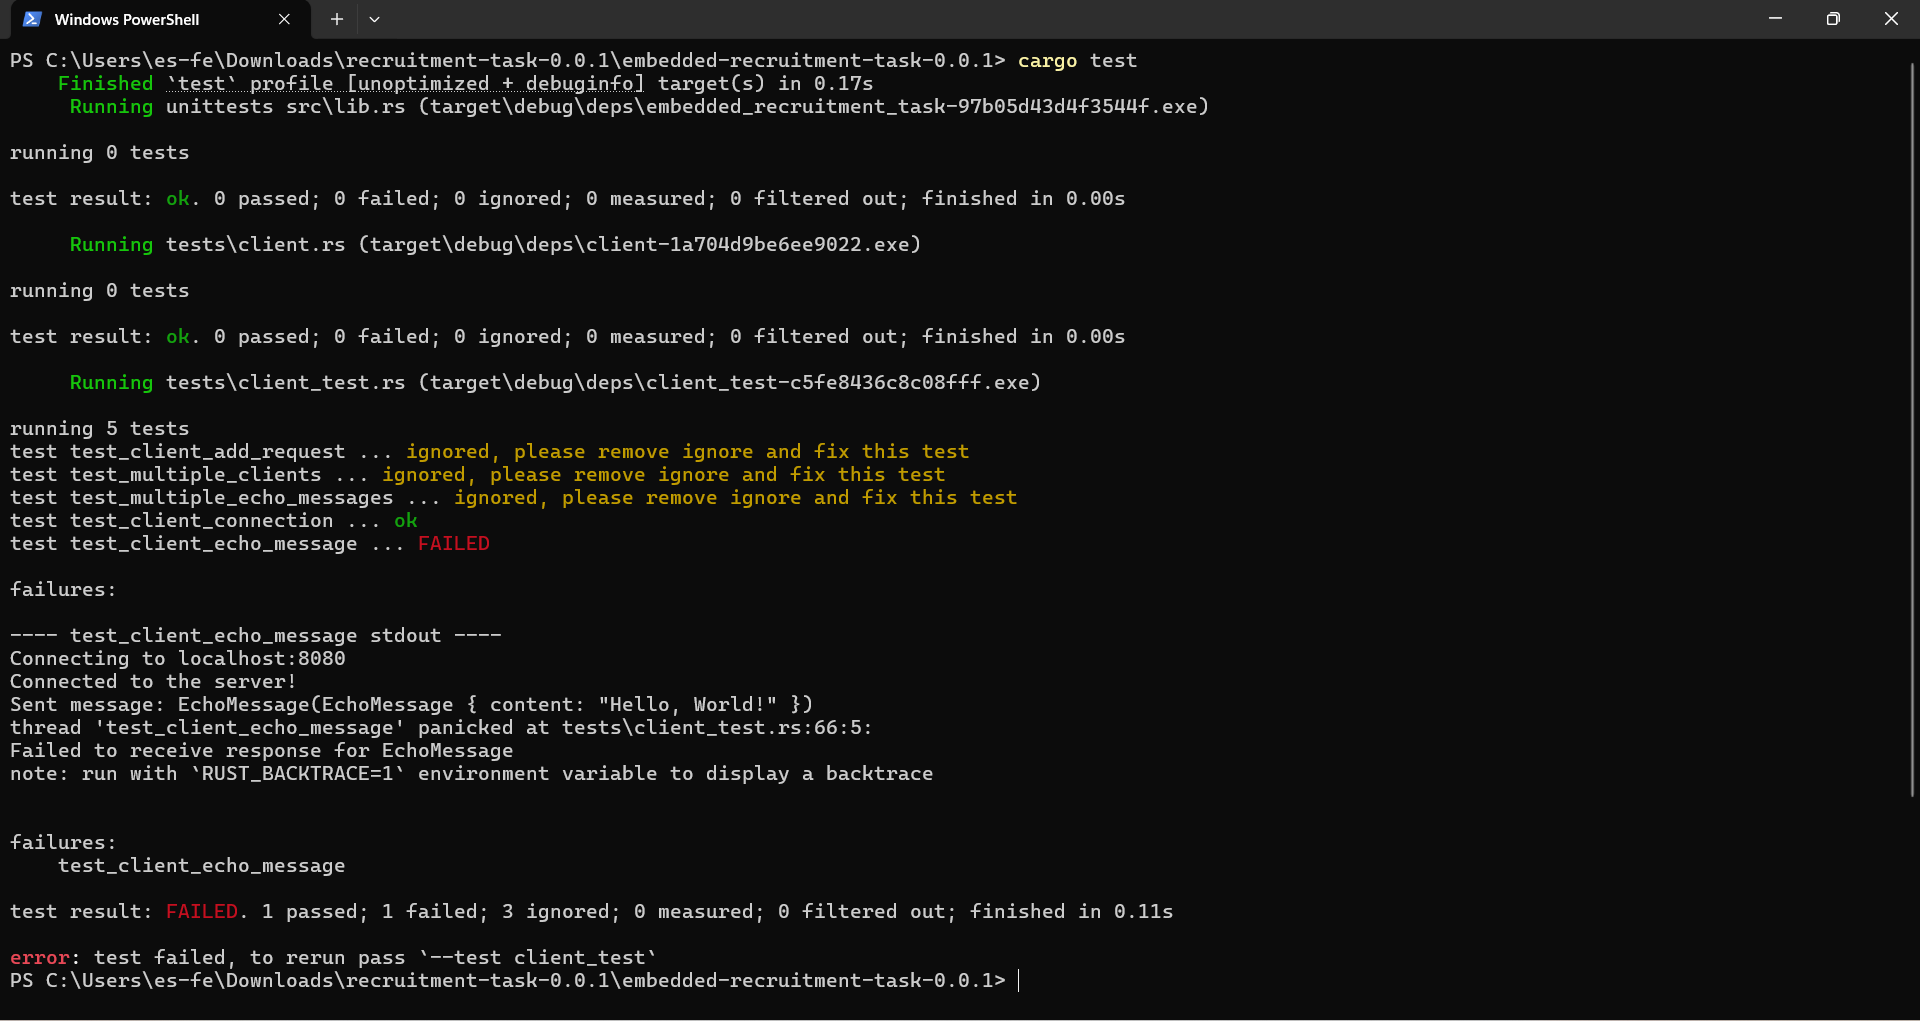 Windows PowerShell
PS C:\Users\es-fe\Downloads\recruitment-task-0.0.1\embedded-recruitment-task-0.0.1> cargo test
    Finished `test` profile [unoptimized + debuginfo] target(s) in 0.17s
     Running unittests src\lib.rs (target\debug\deps\embedded_recruitment_task-97b05d43d4f3544f.exe)
running 0 tests
test result: ok. 0 passed; 0 failed; 0 ignored; 0 measured; 0 filtered out; finished in 0.00s
     Running tests\client.rs (target\debug\deps\client-1a704d9be6ee9022.exe)
running 0 tests
test result: ok. 0 passed; 0 failed; 0 ignored; 0 measured; 0 filtered out; finished in 0.00s
     Running tests\client_test.rs (target\debug\deps\client_test-c5fe8436c8c08fff.exe)
running 5 tests
test test_client_add_request ... ignored, please remove ignore and fix this test
test test_multiple_clients ... ignored, please remove ignore and fix this test
test test_multiple_echo_messages ... ignored, please remove ignore and fix this test
test test_client_connection ... ok
test test_client_echo_message ... FAILED
failures:
---- test_client_echo_message stdout ----
Connecting to localhost:8080
Connected to the server!
Sent message: EchoMessage(EchoMessage { content: "Hello, World!" })
thread 'test_client_echo_message' panicked at tests\client_test.rs:66:5:
Failed to receive response for EchoMessage
note: run with `RUST_BACKTRACE=1` environment variable to display a backtrace
failures:
    test_client_echo_message
test result: FAILED. 1 passed; 1 failed; 3 ignored; 0 measured; 0 filtered out; finished in 0.11s
error: test failed, to rerun pass `--test client_test`
PS C:\Users\es-fe\Downloads\recruitment-task-0.0.1\embedded-recruitment-task-0.0.1>